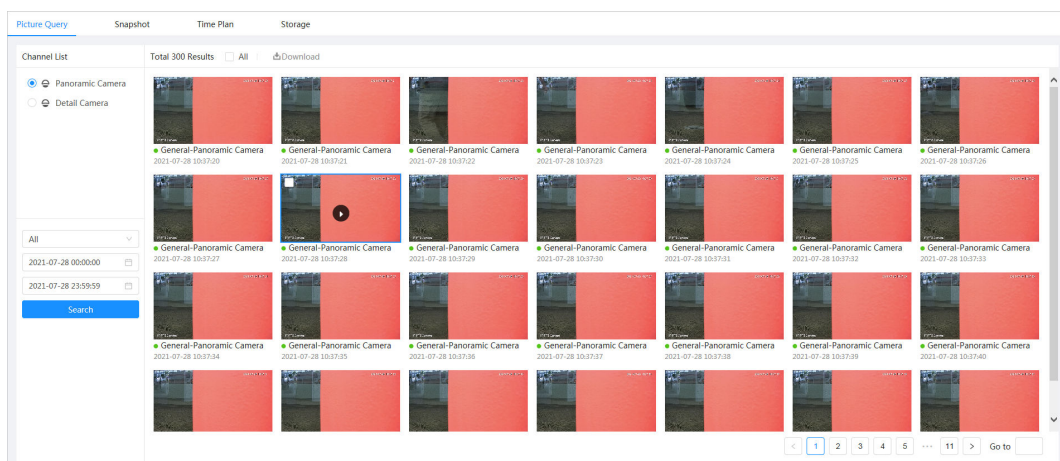 Picture Query Snapshot Time Plan Storage
Channel List
Total 300 Results All Download
Panoramic Camera
Detail Camera
General-Panoramic Camera General-Panoramic Camera General-Panoramic Camera General-Panoramic Camera General-Panoramic Camera General-Panoramic Camera General-Panoramic Camera
2021-07-28 10:37:20 2021-07-28 10:37:21 2021-07-28 10:37:22 2021-07-28 10:37:23 2021-07-28 10:37:24 2021-07-28 10:37:25 2021-07-28 10:37:26
General-Panoramic Camera General-Panoramic Camera General-Panoramic Camera General-Panoramic Camera General-Panoramic Camera General-Panoramic Camera General-Panoramic Camera
2021-07-28 10:37:27 2021-07-28 10:37:28 2021-07-28 10:37:29 2021-07-28 10:37:30 2021-07-28 10:37:31 2021-07-28 10:37:32 2021-07-28 10:37:33
All
2021-07-28 00:00:00
2021-07-28 23:59:59
Search
General-Panoramic Camera General-Panoramic Camera General-Panoramic Camera General-Panoramic Camera General-Panoramic Camera General-Panoramic Camera General-Panoramic Camera
2021-07-28 10:37:34 2021-07-28 10:37:35 2021-07-28 10:37:36 2021-07-28 10:37:37 2021-07-28 10:37:38 2021-07-28 10:37:39 2021-07-28 10:37:40
< 1 2 3 4 5 ··· 11 > Go to